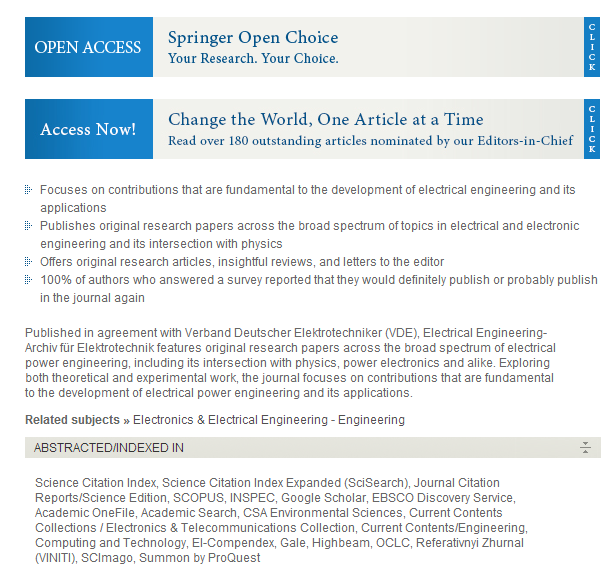 OPEN ACCESS
Springer Open Choice
Your Research. Your Choice.
CLICK
Access Now!
Change the World, One Article at a Time
Read over 180 outstanding articles nominated by our Editors-in-Chief
CLICK
Focuses on contributions that are fundamental to the development of electrical engineering and its
applications
Publishes original research papers across the broad spectrum of topics in electrical and electronic
engineering and its intersection with physics
Offers original research articles, insightful reviews, and letters to the editor
100% of authors who answered a survey reported that they would definitely publish or probably publish
in the journal again
Published in agreement with Verband Deutscher Elektrotechniker (VDE), Electrical Engineering-
Archiv für Elektrotechnik features original research papers across the broad spectrum of electrical
power engineering, including its intersection with physics, power electronics and alike. Exploring
both theoretical and experimental work, the journal focuses on contributions that are fundamental
to the development of electrical power engineering and its applications.
Related subjects » Electronics & Electrical Engineering - Engineering
ABSTRACTED/INDEXED IN
Science Citation Index, Science Citation Index Expanded (SciSearch), Journal Citation
Reports/Science Edition, SCOPUS, INSPEC, Google Scholar, EBSCO Discovery Service,
Academic OneFile, Academic Search, CSA Environmental Sciences, Current Contents
Collections / Electronics & Telecommunications Collection, Current Contents/Engineering,
Computing and Technology, EI-Compendex, Gale, Highbeam, OCLC, Referativnyi Zhurnal
(VINITI), SCImago, Summon by ProQuest